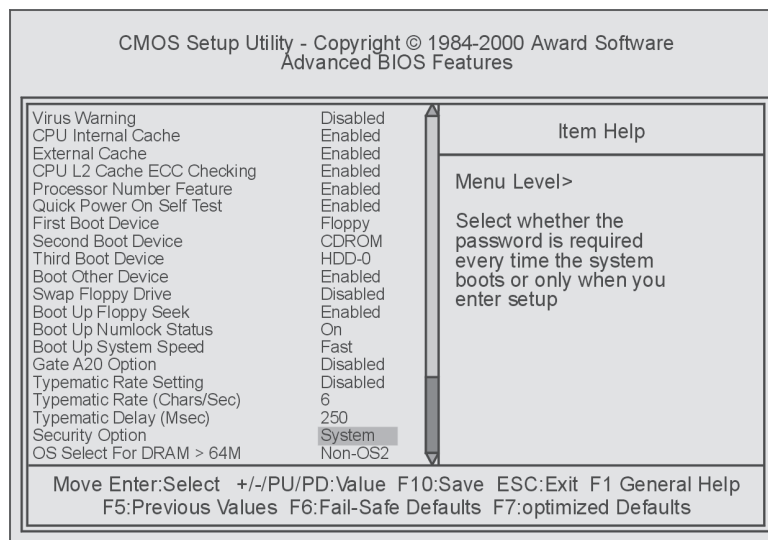 CMOS Setup Utility - Copyright © 1984-2000 Award Software
Advanced BIOS Features
Virus Warning Disabled
CPU Internal Cache Enabled
External Cache Enabled
CPU L2 Cache ECC Checking Enabled
Processor Number Feature Enabled
Quick Power On Self Test Enabled
First Boot Device Floppy
Second Boot Device CDROM
Third Boot Device HDD-0
Boot Other Device Enabled
Swap Floppy Drive Disabled
Boot Up Floppy Seek Enabled
Boot Up Numlock Status On
Boot Up System Speed Fast
Gate A20 Option Disabled
Typematic Rate Setting Disabled
Typematic Rate (Chars/Sec) 6
Typematic Delay (Msec) 250
Security Option System
OS Select For DRAM > 64M Non-OS2
Item Help
Menu Level>
Select whether the
password is required
every time the system
boots or only when you
enter setup
Move Enter:Select +/-/PU/PD:Value F10:Save ESC:Exit F1 General Help
F5:Previous Values F6:Fail-Safe Defaults F7:optimized Defaults